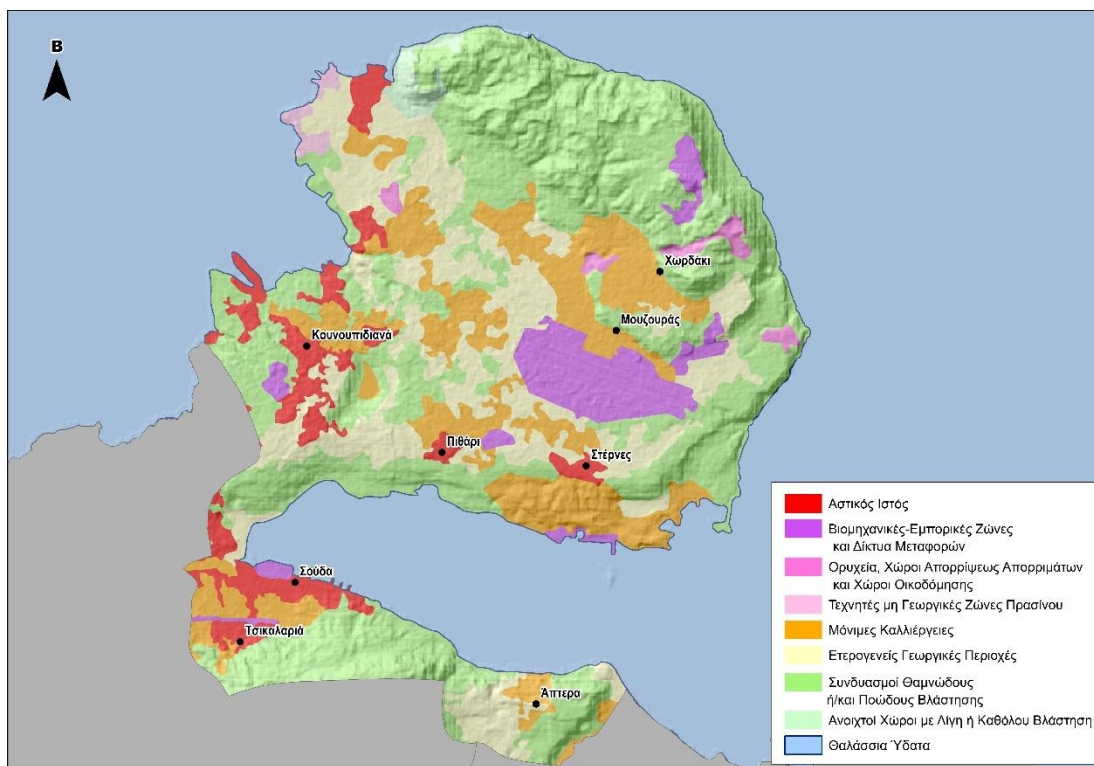 Β
Χωρδάκι
Μουζουράς
Κουνουπιδιανά
Πιθάρι
Στέρνες
Σούδα
Τσικαλαριά
Άπτερα
Αστικός Ιστός
Βιομηχανικές-Εμπορικές Ζώνες
και Δίκτυα Μεταφορών
Ορυχεία, Χώροι Απορρίψεως Απορριμάτων
και Χώροι Οικοδόμησης
Τεχνητές μη Γεωργικές Ζώνες Πρασίνου
Μόνιμες Καλλιέργειες
Ετερογενείς Γεωργικές Περιοχές
Συνδυασμοί Θαμνώδους
ή/και Ποώδους Βλάστησης
Ανοιχτοί Χώροι με Λίγη ή Καθόλου Βλάστηση
Θαλάσσια Ύδατα